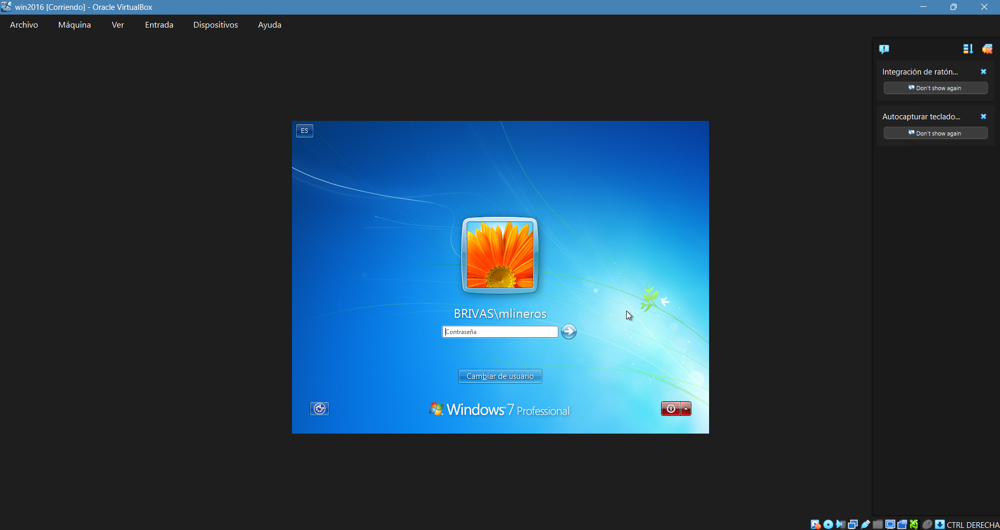 win2016 [Corriendo] - Oracle VirtualBox
Archivo Máquina Ver Entrada Dispositivos Ayuda
Integración de ratón...
Don't show again
Autocapturar teclado...
Don't show again
ES
BRIVAS\mlineros
Contraseña
Cambiar de usuario
Windows 7 Professional
CTRL DERECHA